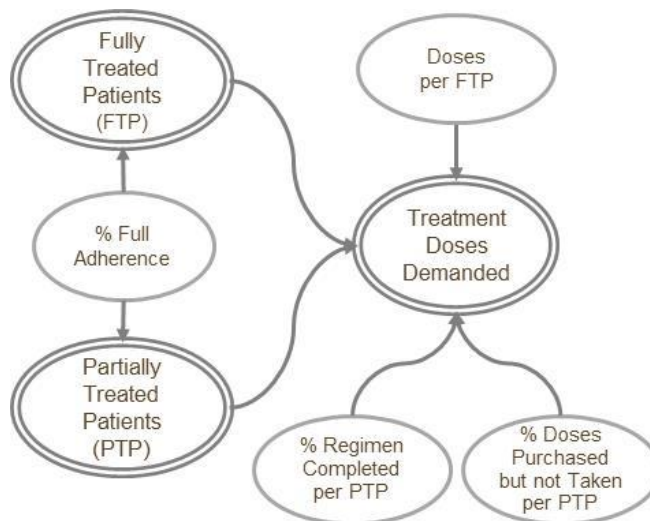 Fully
Treated
Patients
(FTP)
Doses
per FTP
% Full
Adherence
Treatment
Doses
Demanded
Partially
Treated
Patients
(PTP)
% Regimen
Completed
per PTP
% Doses
Purchased
but not Taken
per PTP